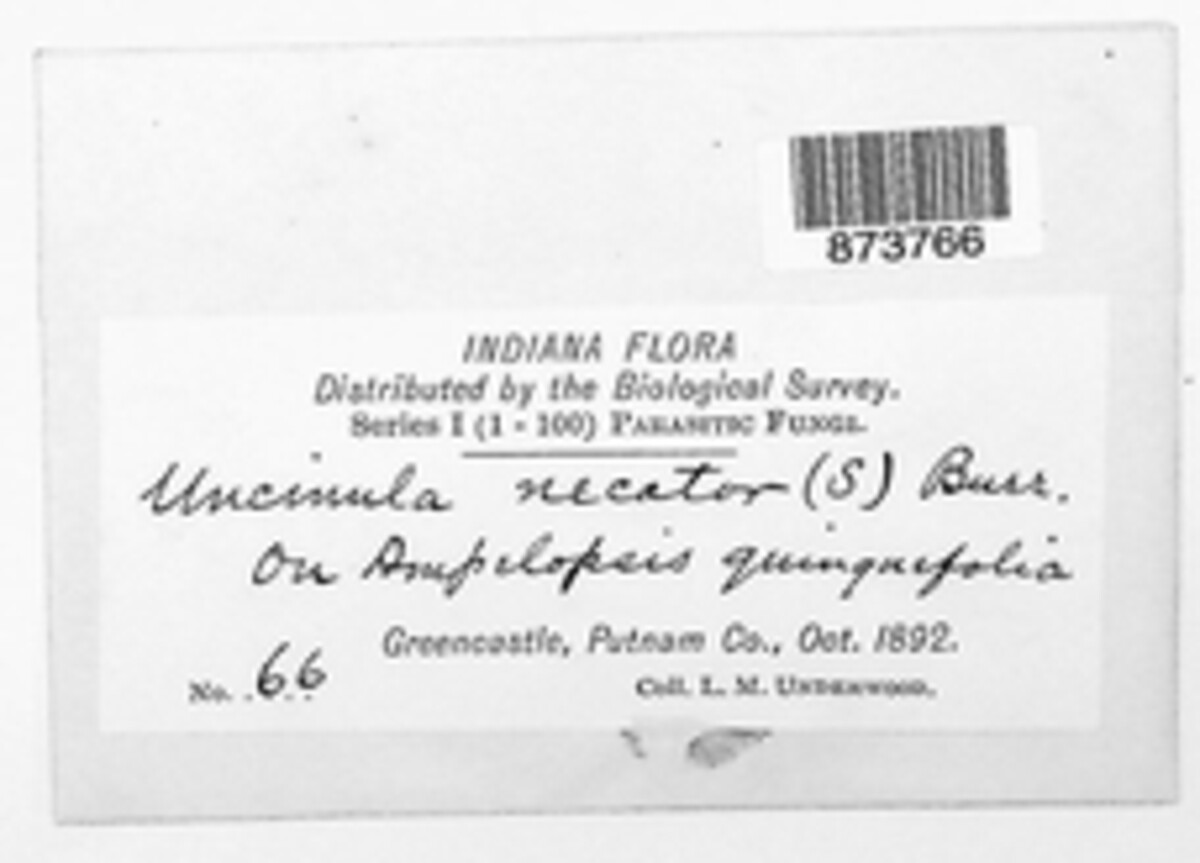 873766
INDIANA FLORA
Distributed by the Biological Survey.
Series I (1 - 100) PARASITIC FUNGI.
Uncinula necator (S) Burr.
On Ampelopsis quinquefolia
Greencastle, Putnam Co., Oct. 1892.
No. 66
Coll. L. M. UNDERWOOD.